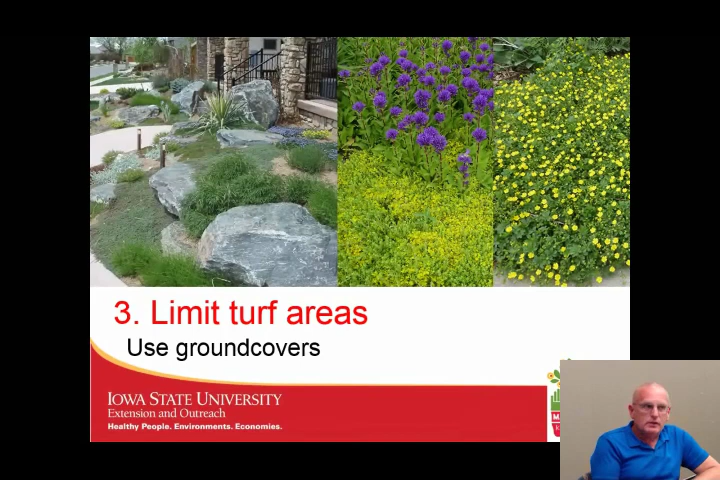 3. Limit turf areas
Use groundcovers
IOWA STATE UNIVERSITY
Extension and Outreach
Healthy People. Environments. Economies.